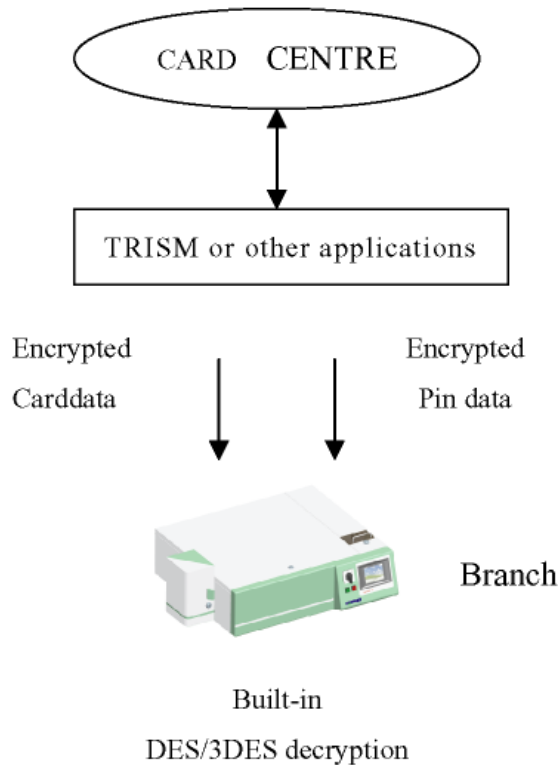 CARD CENTRE
TRISM or other applications
Encrypted
Carddata
Encrypted
Pin data
Branch
Built-in
DES/3DES decryption